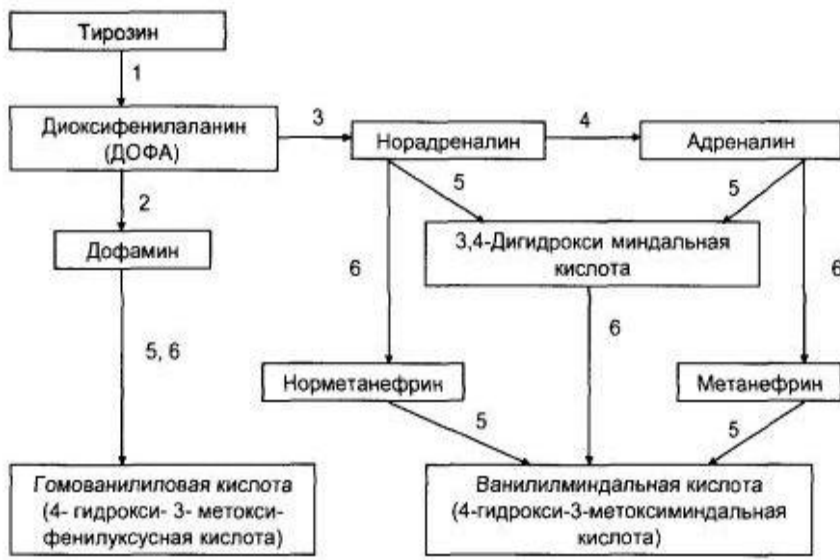 Тирозин
1
Диоксифенилаланин
(ДОФА)
3
Норадреналин
4
Адреналин
2
5
5
Дофамин
3,4-Дигидрокси миндальная
кислота
6
6
6
5, 6
Норметанефрин
Метанефрин
5
5
Гомованилиловая кислота
(4- гидрокси- 3- метокси-
фенилуксусная кислота)
Ванилилминдальная кислота
(4-гидрокси-3-метоксиминдальная
кислота)